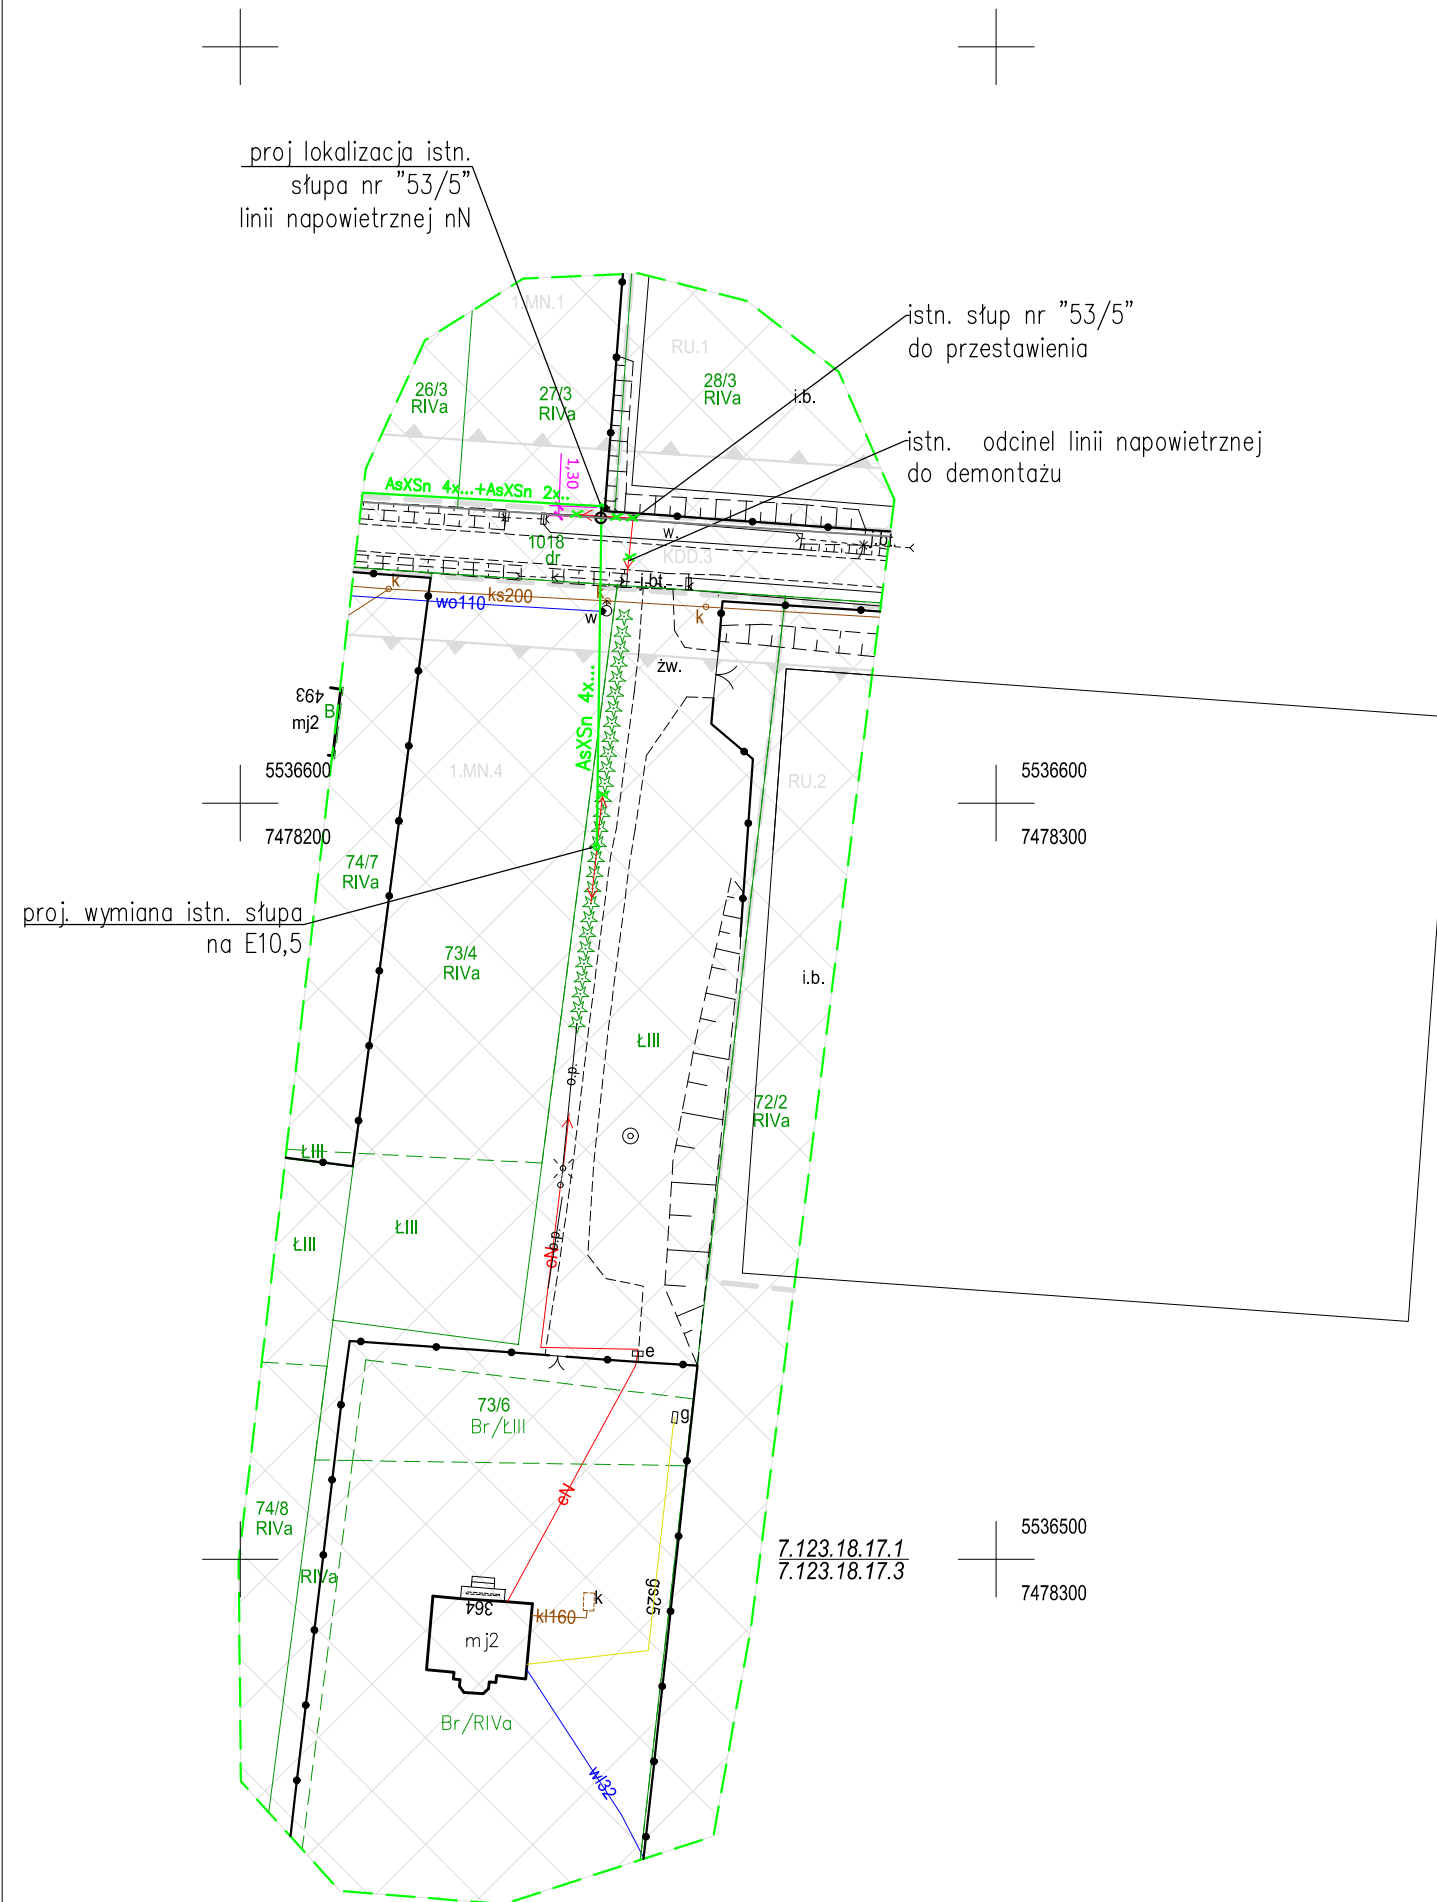 proj lokalizacja istn.
słupa nr "53/5"
linii napowietrznej nN
1.MN.1
RU.1
istn. słup nr "53/5"
do przestawienia
26/3
RIVa
27/3
RIVa
28/3
RIVa
i.b.
istn. odcinel linii napowietrznej
do demontażu
1,30
AsXSn 4x...+AsXSn 2x..
w.
j.bt.
1018
dr
KDD.3
j.bt.
k
k
k
ks200
wo110
w
k
żw.
493
mj2
B
AsXSn 4x...
1.MN.4
RU.2
5536600
7478200
5536600
7478300
74/7
RIVa
proj. wymiana istn. słupa
na E10,5
73/4
RIVa
i.b.
ŁIII
d.o.
72/2
RIVa
ŁIII
ŁIII
ŁIII
d.d.
eN
e
73/6
Br/ŁIII
g
eN
74/8
RIVa
RIVa
7.123.18.17.1
7.123.18.17.3
5536500
7478300
364
mj2
kl160
k
gs25
Br/RIVa
wl32